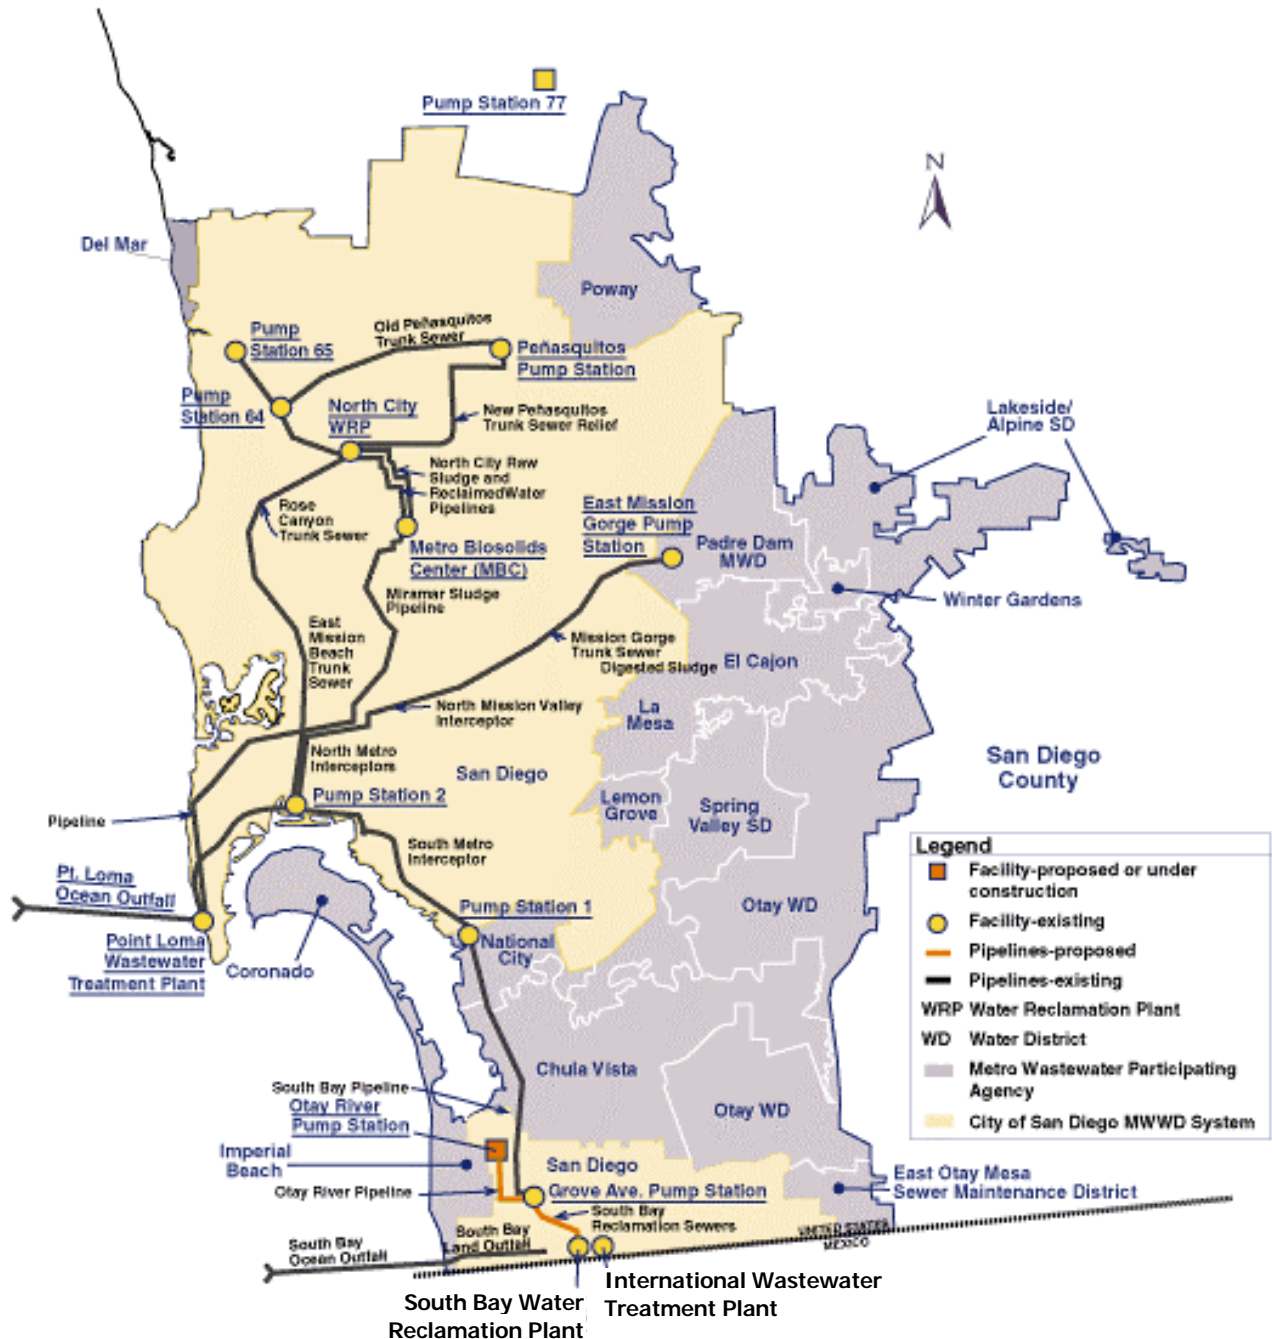 Pump Station 77
N
Del Mar
Poway
Old Peñasquitos
Trunk Sewer
Pump
Station 65
Peñasquitos
Pump Station
Pump
Station 64
North City
WRP
New Peñasquitos
Trunk Sewer Relief
Lakeside/
Alpine SD
North City Raw
Sludge and
ReclaimedWater
Pipelines
Rose
Canyon
Trunk Sewer
East Mission
Gorge Pump
Station
Padre Dam
MWD
Metro Biosolids
Center (MBC)
Miramar Sludge
Pipeline
Winter Gardens
East
Mission
Beach
Trunk
Sewer
Mission Gorge
Trunk Sewer
Digested Sludge
El Cajon
North Mission Valley
Interceptor
La
Mesa
North Metro
Interceptors
San Diego
San Diego
County
Pump Station 2
Lemon
Grove
Spring
Valley SD
Pipeline
South Metro
Interceptor
Legend
Facility-proposed or under
construction
Facility-existing
Pipelines-proposed
Pipelines-existing
WRP Water Reclamation Plant
WD Water District
Metro Wastewater Participating
Agency
City of San Diego MWWD System
Pt. Loma
Ocean Outfall
Pump Station 1
Otay WD
Point Loma
Wastewater
Treatment Plant
Coronado
National
City
Chula Vista
South Bay Pipeline
Otay River
Pump Station
Otay WD
Imperial
Beach
San Diego
Otay River Pipeline
Grove Ave. Pump Station
East Otay Mesa
Sewer Maintenance District
South Bay
Reclamation Sewers
South Bay
Land Outfall
South Bay
Ocean Outfall
UNITED STATES
MEXICO
International Wastewater
Treatment Plant
South Bay Water
Reclamation Plant